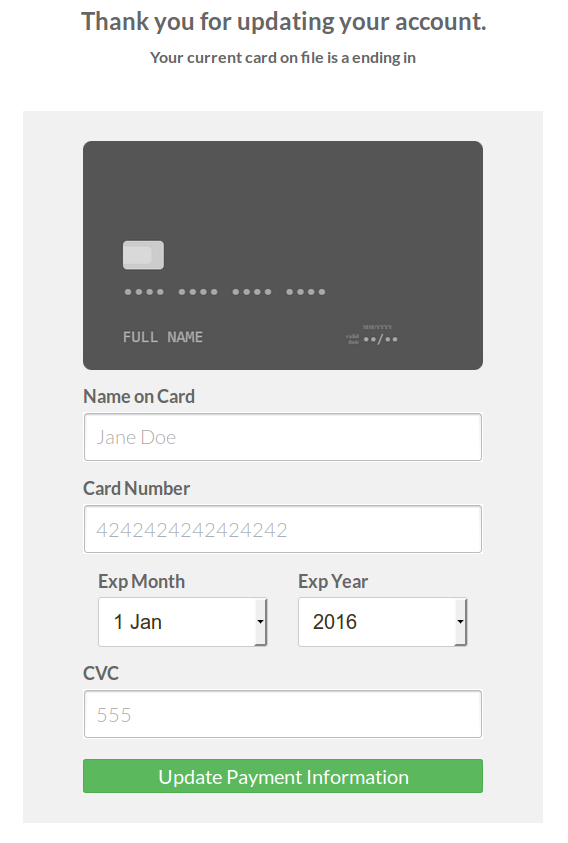 Thank you for updating your account.
Your current card on file is a ending in
•••• •••• •••• ••••
MM/YYYY
valid
thru
••/••
FULL NAME
Name on Card
Jane Doe
Card Number
4242424242424242
Exp Month
Exp Year
1 Jan
2016
CVC
555
Update Payment Information